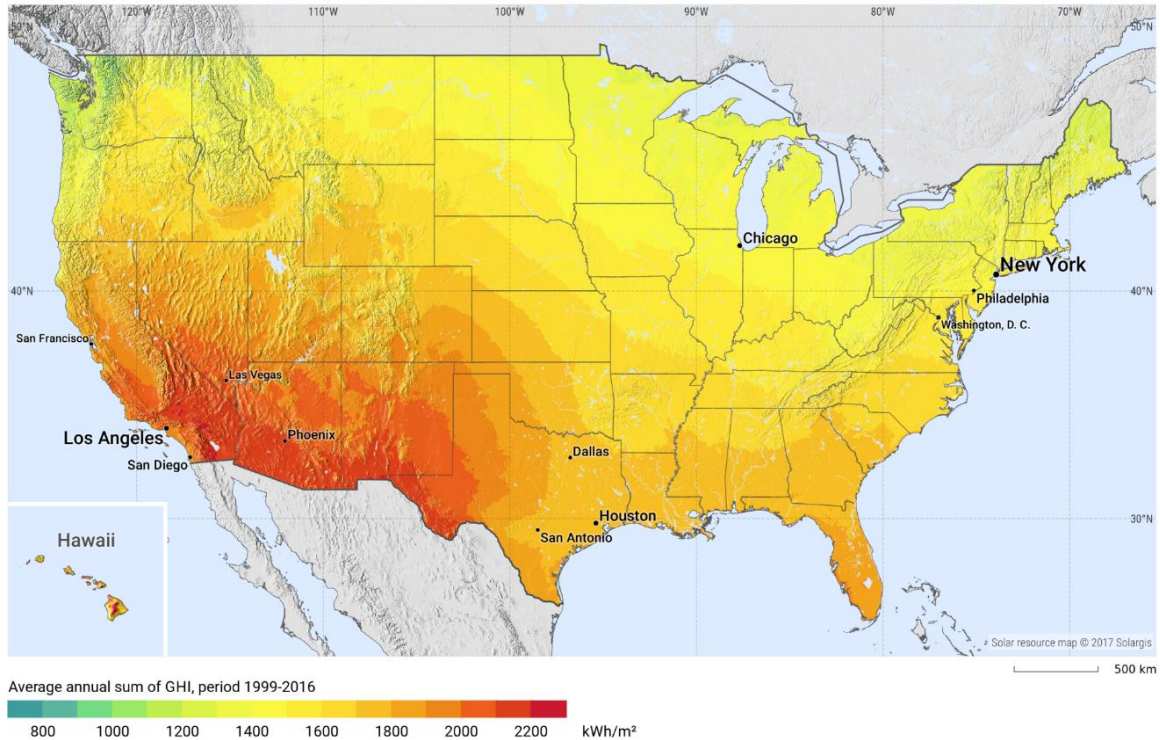 120°W 110°W 100°W 90°W 80°W 70°W
50°N 50°N
Chicago
New York
40°N 40°N
Philadelphia
Washington, D. C.
San Francisco
Las Vegas
Los Angeles
Phoenix
San Diego
Dallas
Houston
30°N
San Antonio
Hawaii
Solar resource map © 2017 Solargis
500 km
Average annual sum of GHI, period 1999-2016
800 1000 1200 1400 1600 1800 2000 2200 kWh/m²